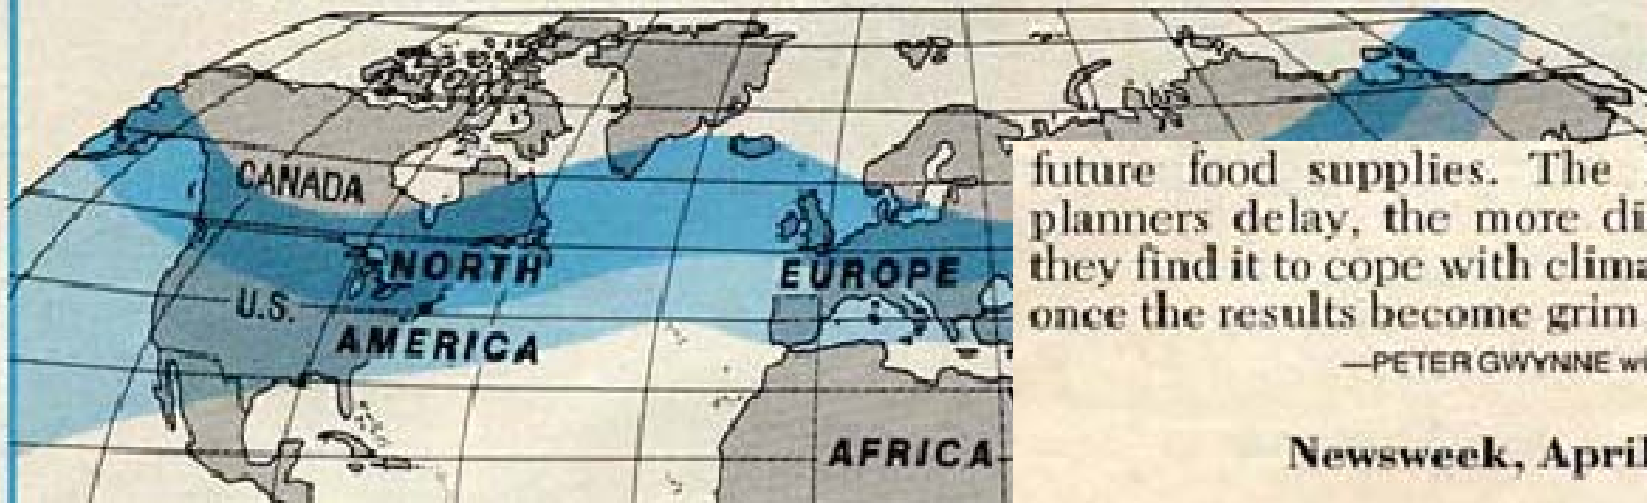 CANADA
NORTH
U.S.
AMERICA
EUROPE
AFRICA
future food supplies. The
planners delay, the more di
they find it to cope with clima
once the results become grim
—PETER GWYNNE wi
Newsweek, April